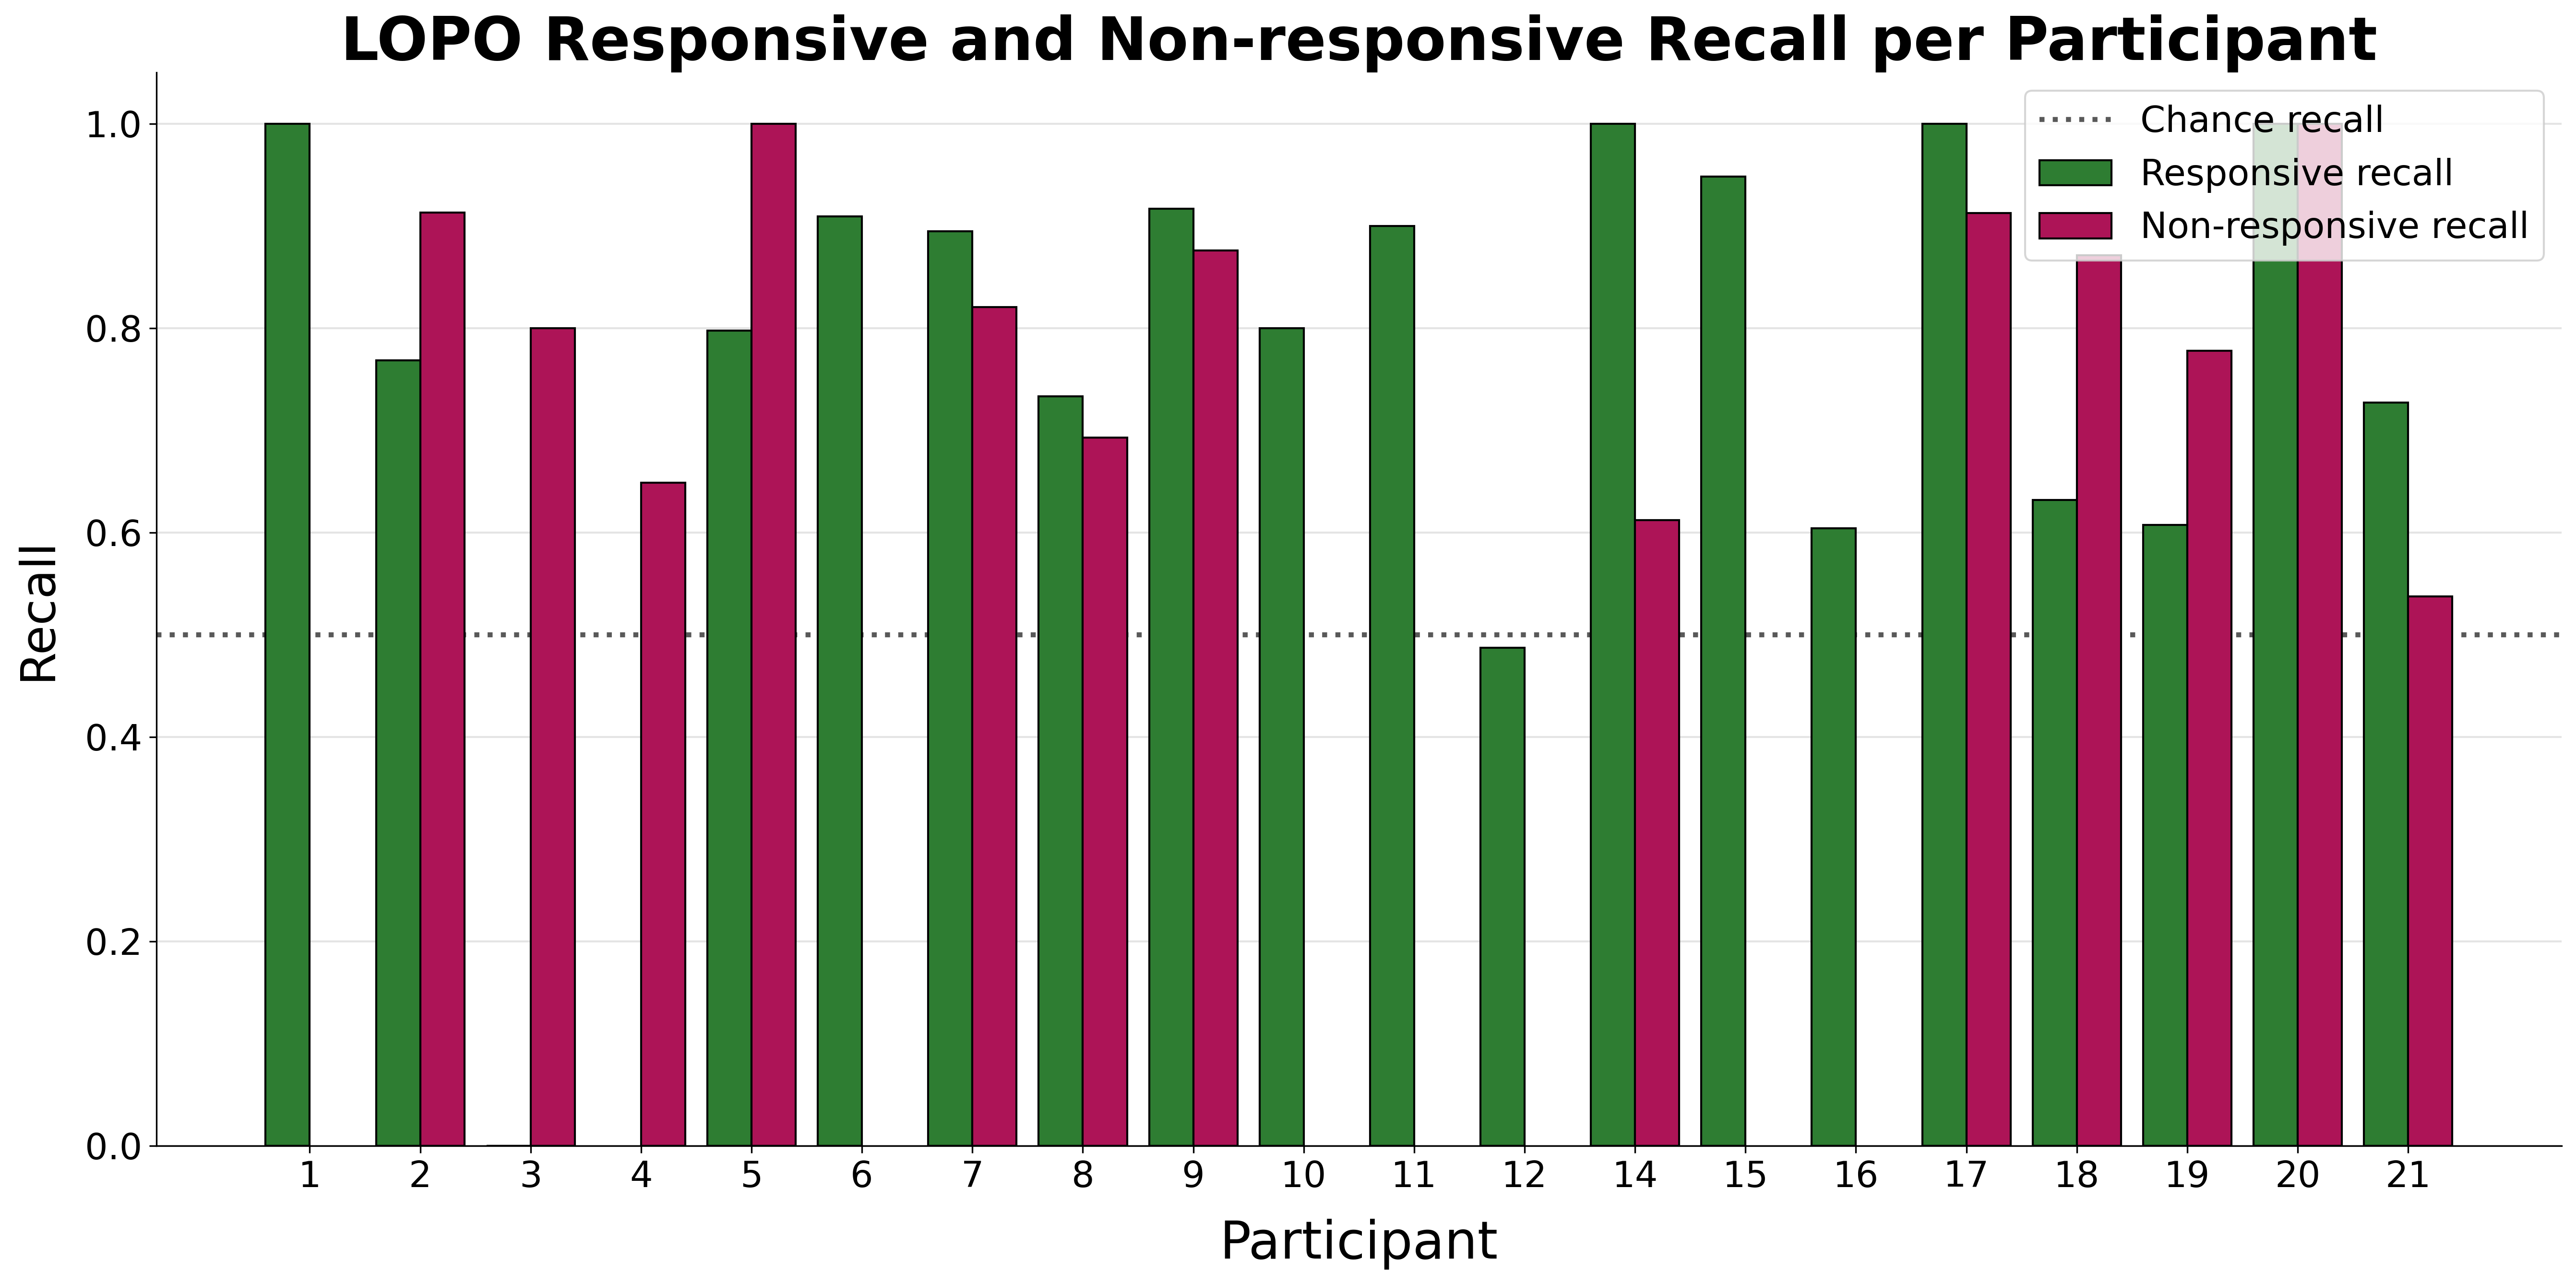 LOPO Responsive and Non-responsive Recall per Participant
Chance recall
Responsive recall
Non-responsive recall
Recall
1.0
0.8
0.6
0.4
0.2
0.0
1 2 3 4 5 6 7 8 9 10 11 12 14 15 16 17 18 19 20 21
Participant